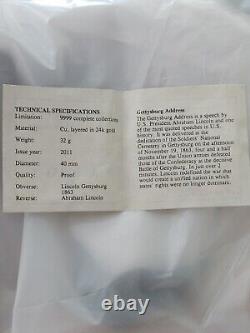 TECHNICAL SPECIFICATIONS
Limitation: 9999 complete collections
Material: Cu, layered in 24k gold
Weight: 32 g
Issue year: 2011
Diameter: 40 mm
Quality: Proof
Obverse: Lincoln Gettysburg
1863
Reverse: Abraham Lincoln
Gettysburg Address
The Gettysburg Address is a speech by
U.S. President Abraham Lincoln and
one of the most quoted speeches in U.S.
history. It was delivered at the
dedication of the Soldiers' National
Cemetery in Gettysburg on the afternoon
of November 19, 1863, four and a half
months after the Union armies defeated
those of the Confederacy at the decisive
Battle of Gettysburg. In just over 2
minutes, Lincoln redefined the war that
would create a unified nation in which
states' rights were no longer dominant.